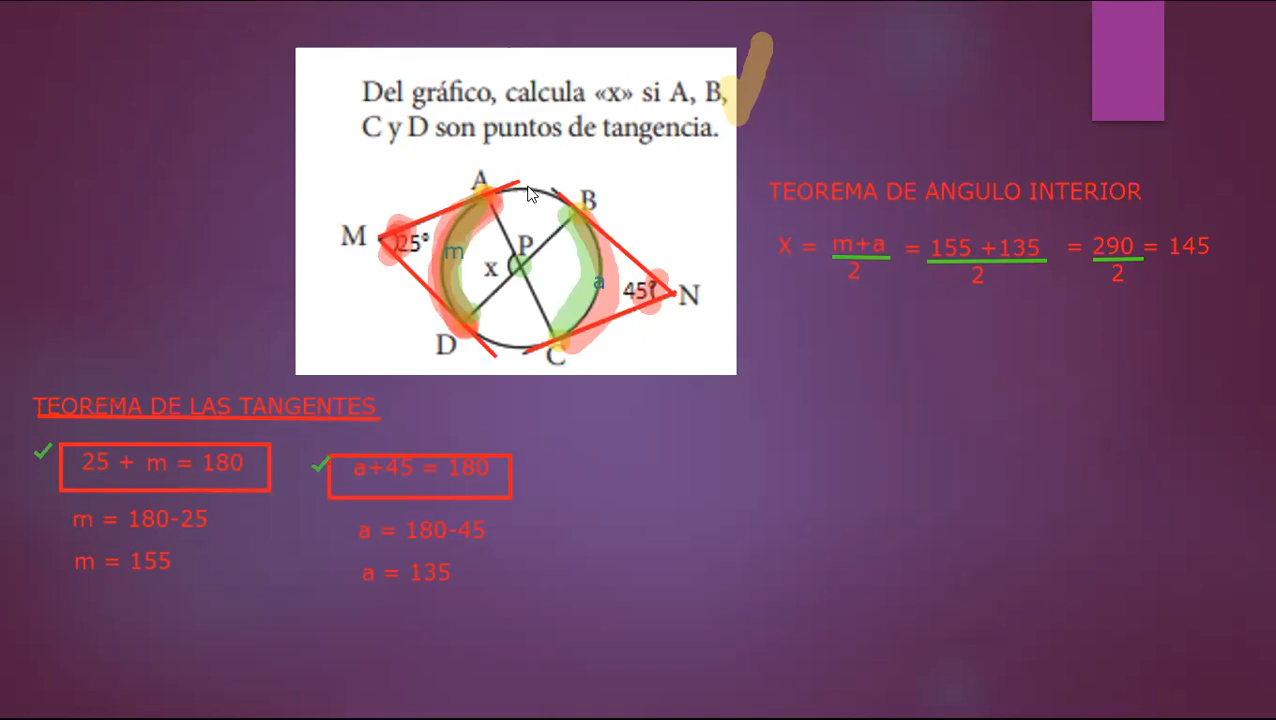 Del gráfico, calcula «x» si A, B,
C y D son puntos de tangencia.
A
B
M
25°
m
P
x
a
45°
N
D
C
TEOREMA DE ANGULO INTERIOR
X = m+a = 155 +135 = 290 = 145
2 2 2
TEOREMA DE LAS TANGENTES
25 + m = 180
a+45 = 180
m = 180-25
a = 180-45
m = 155
a = 135